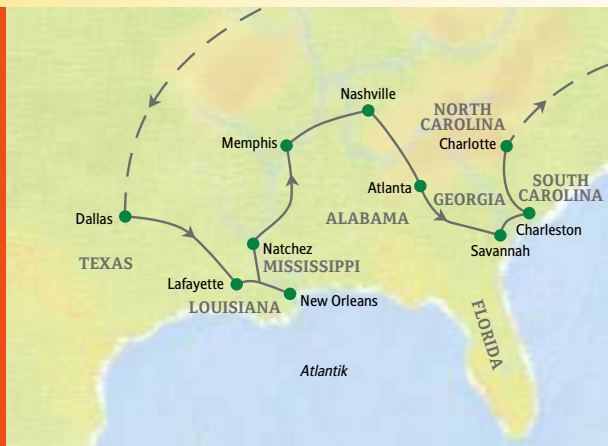 Nashville
NORTH
CAROLINA
Memphis
Charlotte
Atlanta
GEORGIA
SOUTH
CAROLINA
Dallas
ALABAMA
Charleston
Natchez
Savannah
TEXAS
MISSISSIPPI
Lafayette
New Orleans
LOUISIANA
FLORIDA
Atlantik